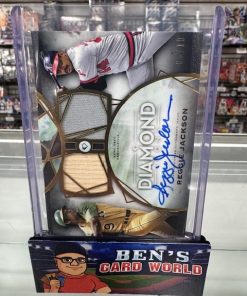 DIAMOND
REGGIE JACKSON
Reggie Jackson
BEN'S
CARD WORLD